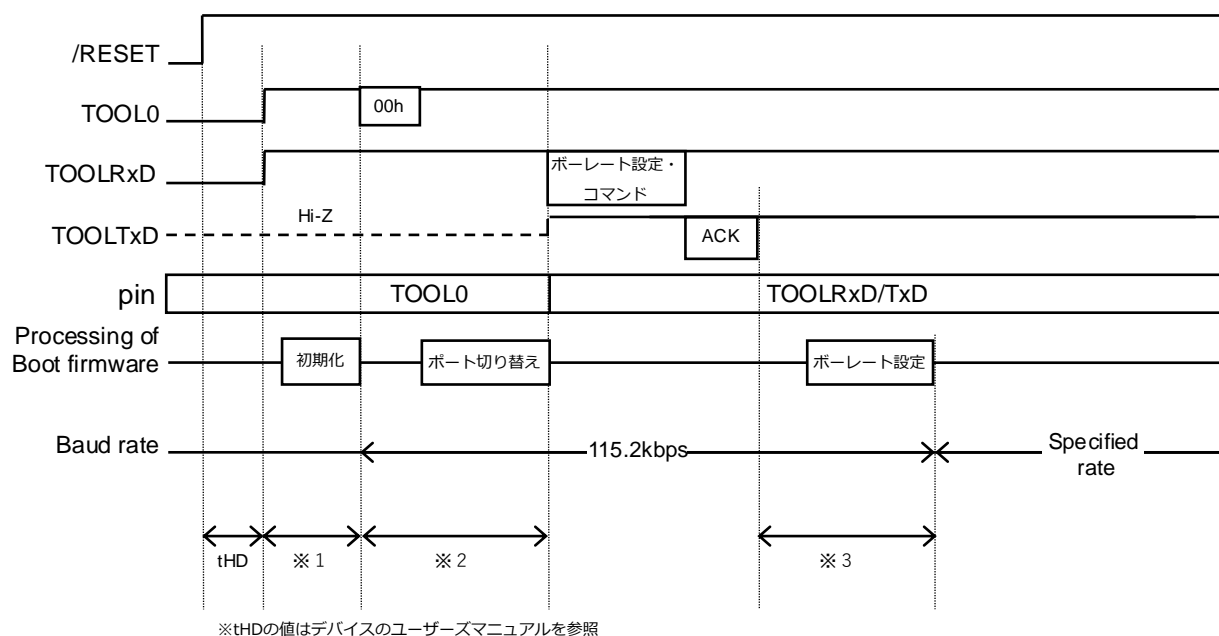 /RESET
TOOL0
00h
TOOLRxD
ボーレート設定・
コマンド
Hi-Z
TOOLTxD
ACK
pin
TOOL0
TOOLRxD/TxD
Processing of
Boot firmware
初期化
ポート切り替え
ボーレート設定
Baud rate
115.2kbps
Specified
rate
tHD
※1
※2
※3
※tHDの値はデバイスのユーザーズマニュアルを参照